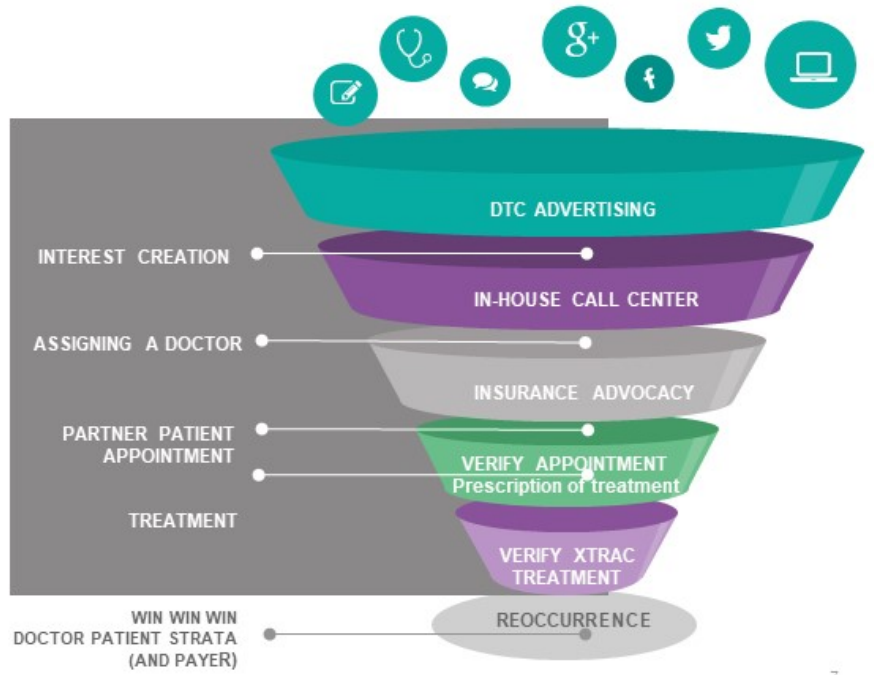 g+
f
DTC ADVERTISING
INTEREST CREATION
IN-HOUSE CALL CENTER
ASSIGNING A DOCTOR
INSURANCE ADVOCACY
PARTNER PATIENT
APPOINTMENT
VERIFY APPOINTMENT
Prescription of treatment
TREATMENT
VERIFY XTRAC
TREATMENT
WIN WIN WIN
DOCTOR PATIENT STRATA
(AND PAYER)
REOCCURRENCE